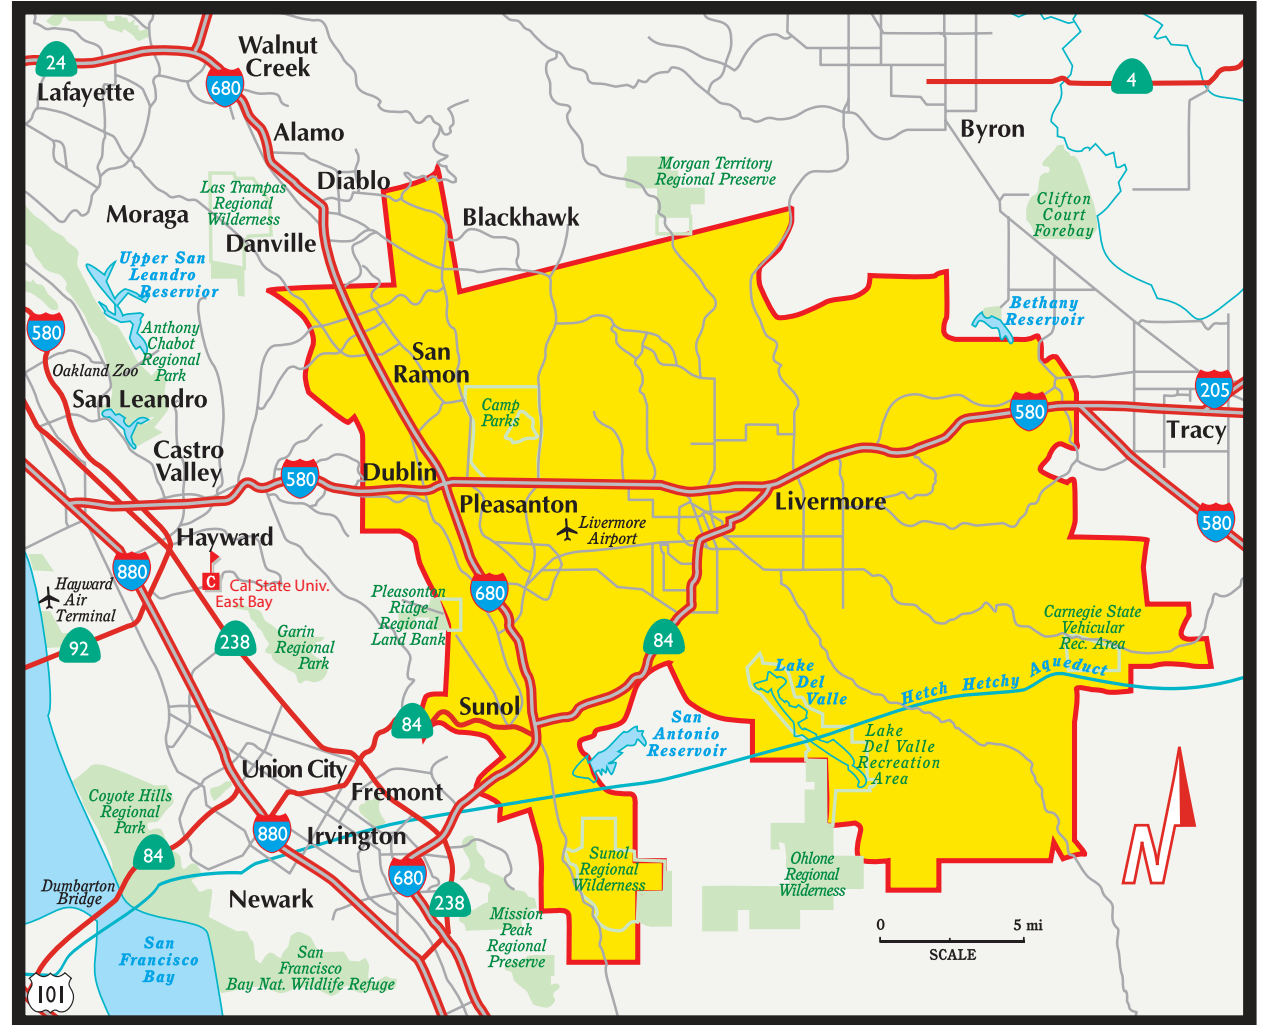 24
Lafayette
Walnut
Creek
680
Alamo
4
Byron
Diablo
Las Trampas
Regional
Wilderness
Moraga
Danville
Blackhawk
Morgan Territory
Regional Preserve
Clifton
Court
Forebay
Upper San
Leandro
Reservior
Bethany
Reservoir
580
Oakland Zoo
Anthony
Chabot
Regional
Park
San Leandro
San
Ramon
Camp
Parks
205
580
Tracy
Castro
Valley
580
Dublin
Pleasanton
Livermore
Livermore
Airport
580
Hayward
880
C
Cal State Univ.
East Bay
Hayward
Air
Terminal
92
238
Garin
Regional
Park
Pleasanton
Ridge
Regional
Land Bank
680
84
Carnegie State
Vehicular
Rec. Area
Lake
Del
Valle
Hetch Hetchy Aqueduct
Sunol
84
San
Antonio
Reservoir
Lake
Del Valle
Recreation
Area
Union City
Fremont
Coyote Hills
Regional
Park
880
Irvington
84
680
238
Sunol
Regional
Wilderness
Ohlone
Regional
Wilderness
N
Dumbarton
Bridge
Newark
Mission
Peak
Regional
Preserve
San
Francisco
Bay
San
Francisco
Bay Nat. Wildlife Refuge
0 5 mi
SCALE
101